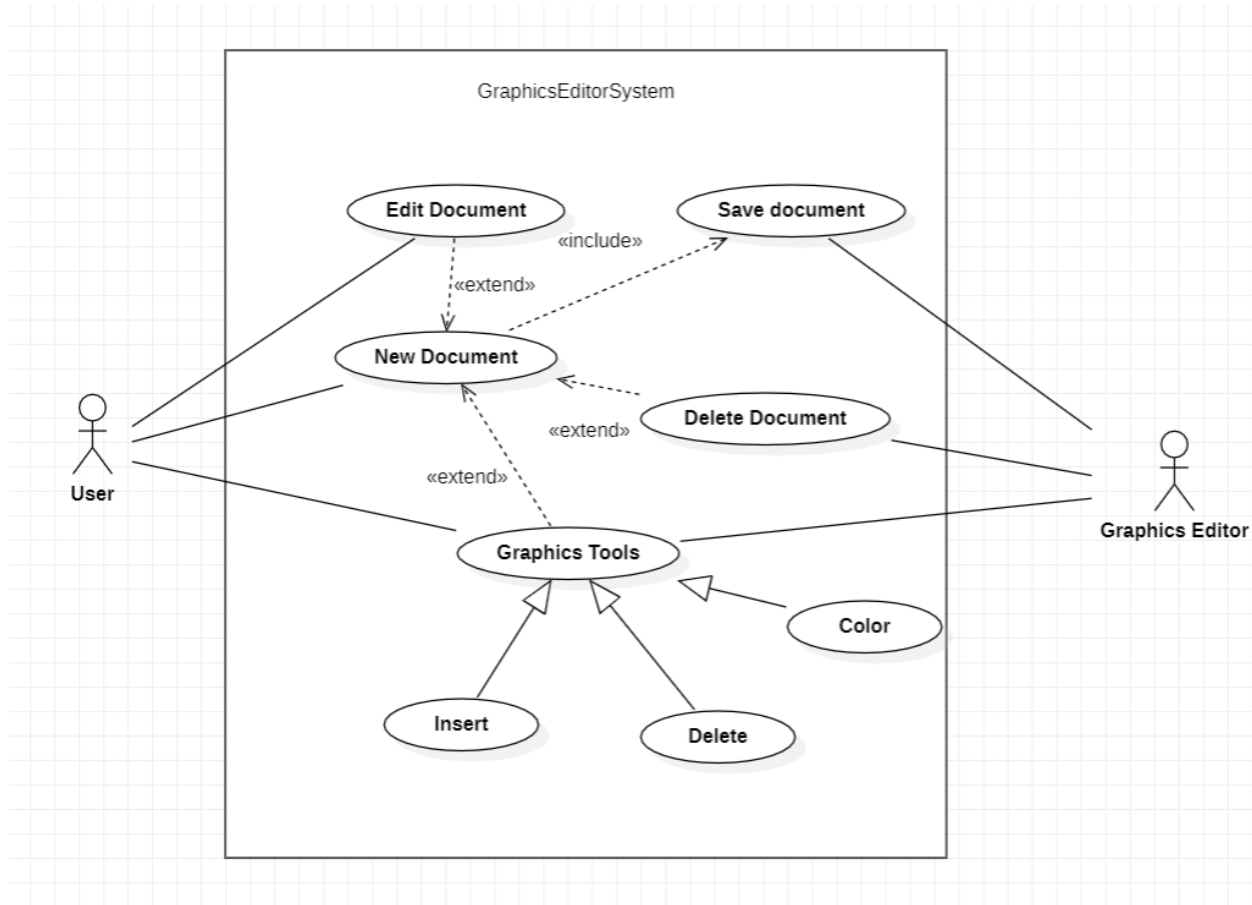 GraphicsEditorSystem
Edit Document
Save document
«include»
«extend»
New Document
Delete Document
«extend»
«extend»
User
Graphics Editor
Graphics Tools
Color
Insert
Delete